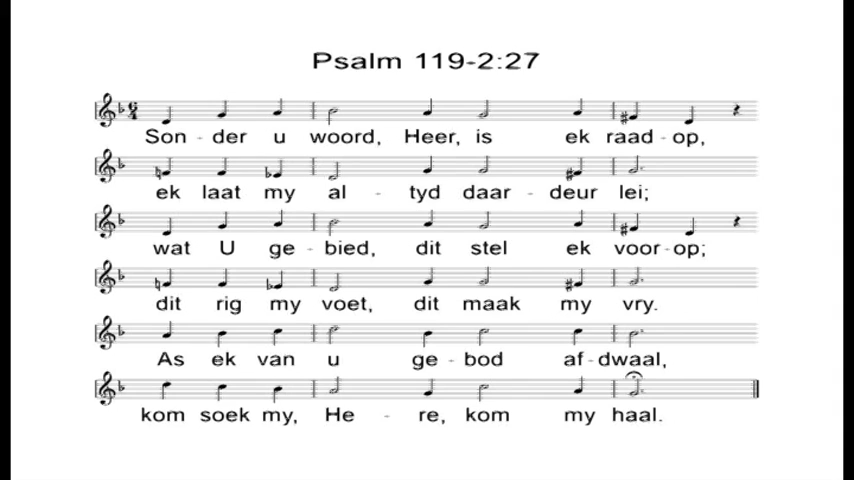 Psalm 119-2:27
6/4
Son - der u woord, Heer, is ek raad-op,
ek laat my al - tyd daar-deur lei;
wat U ge-bied, dit stel ek voor-op;
dit rig my voet, dit maak my vry.
As ek van u ge-bod af-dwaal,
kom soek my, He - re, kom my haal.